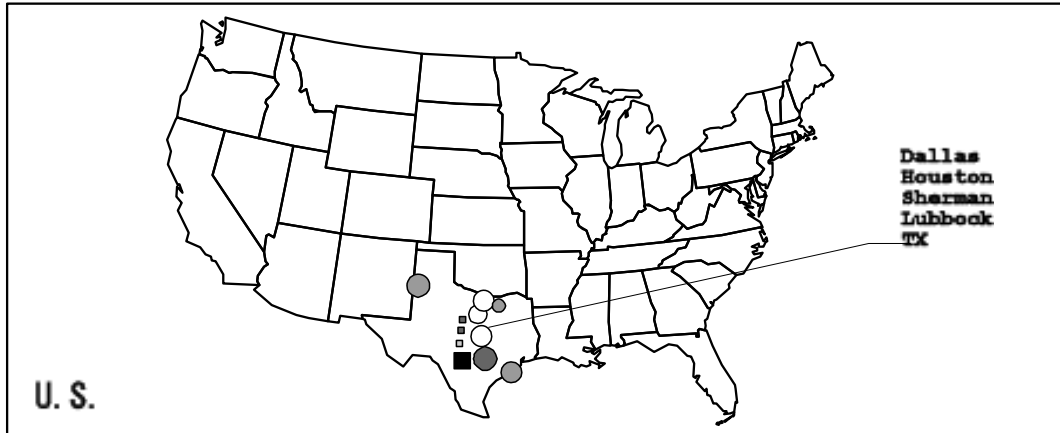 Dallas
Houston
Sherman
Lubbock
TX
U. S.